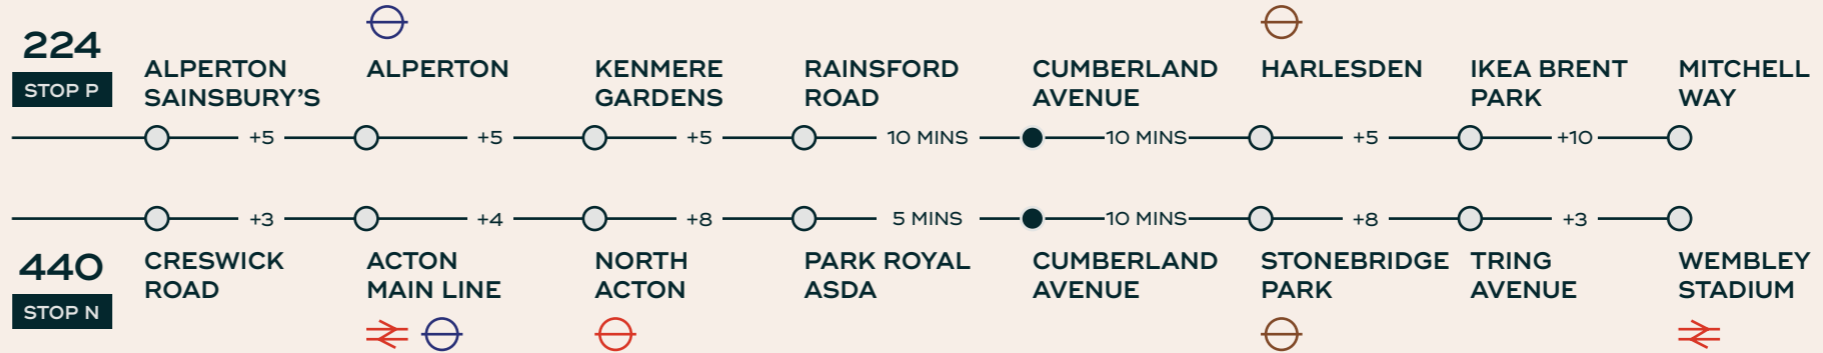 224
STOP P
ALPERTON
SAINSBURY'S
ALPERTON
KENMERE
GARDENS
RAINSFORD
ROAD
CUMBERLAND
AVENUE
HARLESDEN
IKEA BRENT
PARK
MITCHELL
WAY
+5
+5
+5
10 MINS
10 MINS
+5
+10
+3
+4
+8
5 MINS
10 MINS
+8
+3
440
STOP N
CRESWICK
ROAD
ACTON
MAIN LINE
NORTH
ACTON
PARK ROYAL
ASDA
CUMBERLAND
AVENUE
STONEBRIDGE
PARK
TRING
AVENUE
WEMBLEY
STADIUM